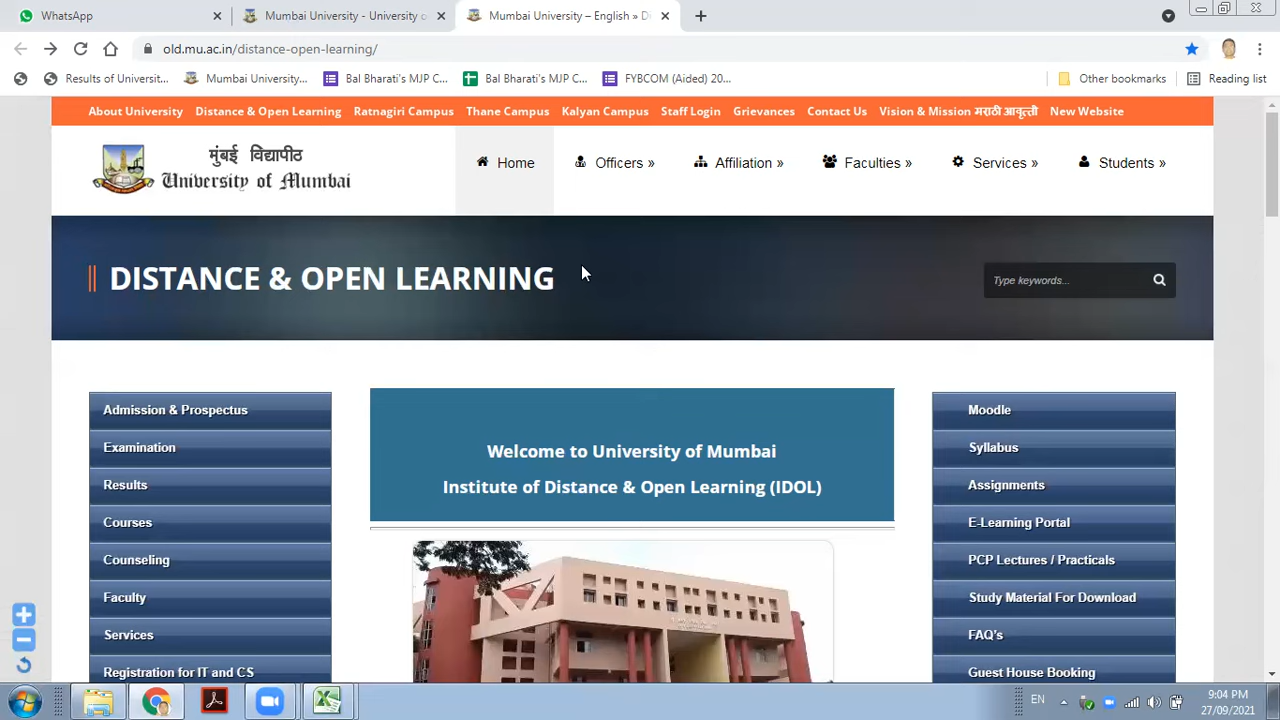 WhatsApp
Mumbai University - University o
Mumbai University – English » D
old.mu.ac.in/distance-open-learning/
Results of Universit...
Mumbai University...
Bal Bharati's MJP C...
Bal Bharati's MJP C...
FYBCOM (Aided) 20...
Other bookmarks
Reading list
About University
Distance & Open Learning
Ratnagiri Campus
Thane Campus
Kalyan Campus
Staff Login
Grievances
Contact Us
Vision & Mission मराठी आवृत्ती
New Website
मुंबई विद्यापीठ
University of Mumbai
Home
Officers »
Affiliation »
Faculties »
Services »
Students »
DISTANCE & OPEN LEARNING
Type keywords...
Admission & Prospectus
Examination
Results
Courses
Counseling
Faculty
Services
Registration for IT and CS
Welcome to University of Mumbai
Institute of Distance & Open Learning (IDOL)
Moodle
Syllabus
Assignments
E-Learning Portal
PCP Lectures / Practicals
Study Material For Download
FAQ's
Guest House Booking
EN
9:04 PM
27/09/2021